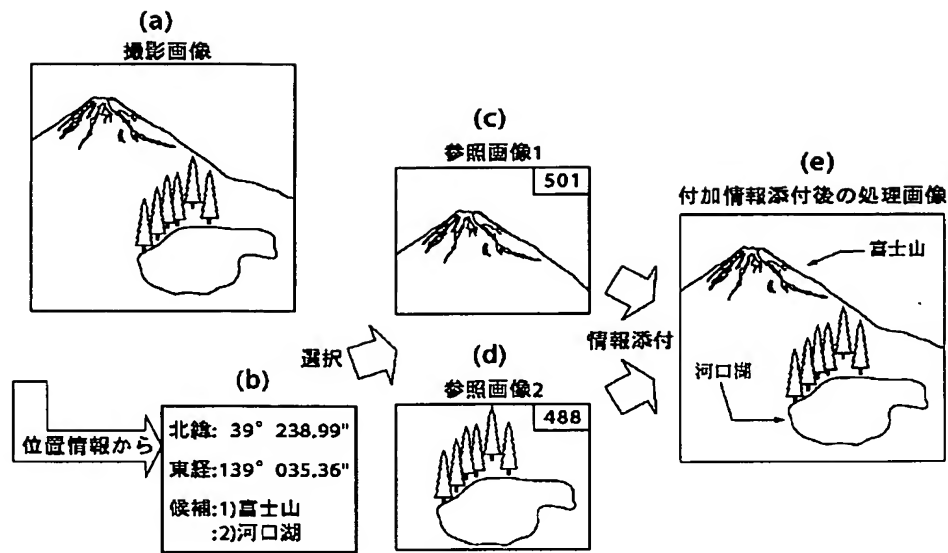 (a)
撮影画像
(c)
参照画像1
501
(e)
付加情報添付後の処理画像
富士山
河口湖
選択
情報添付
(d)
参照画像2
488
位置情報から
(b)
北緯: 39° 238.99"
東経:139° 035.36"
候補:1)富士山
:2)河口湖